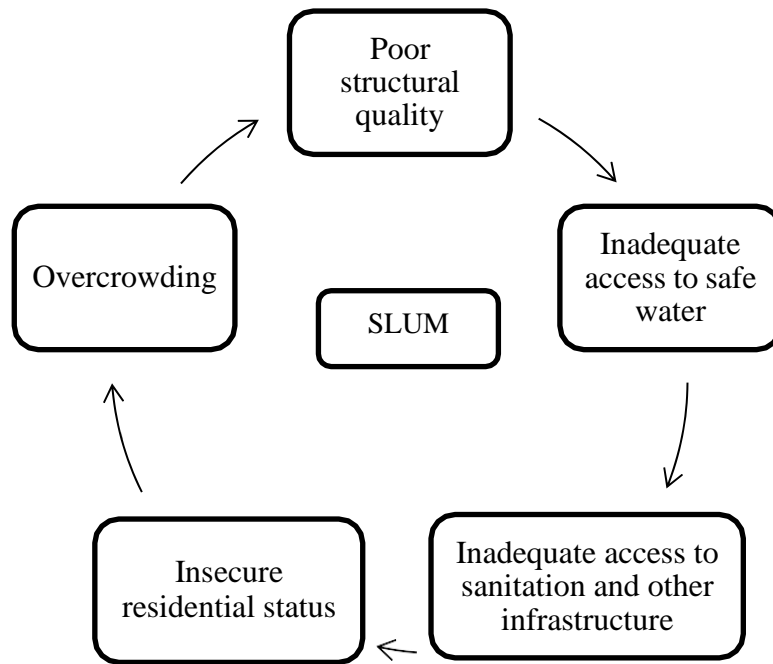 Poor
structural
quality
Inadequate
access to safe
water
Inadequate access to
sanitation and other
infrastructure
Insecure
residential status
Overcrowding
SLUM